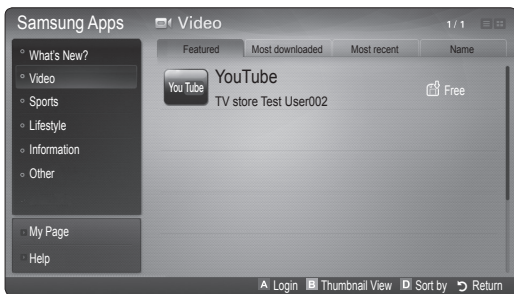 Samsung Apps
Video
1/1
What's New?
Video
Sports
Lifestyle
Information
Other
My Page
Help
Featured
Most downloaded
Most recent
Name
You Tube
YouTube
TV store Test User002
Free
A Login B Thumbnail View D Sort by Return